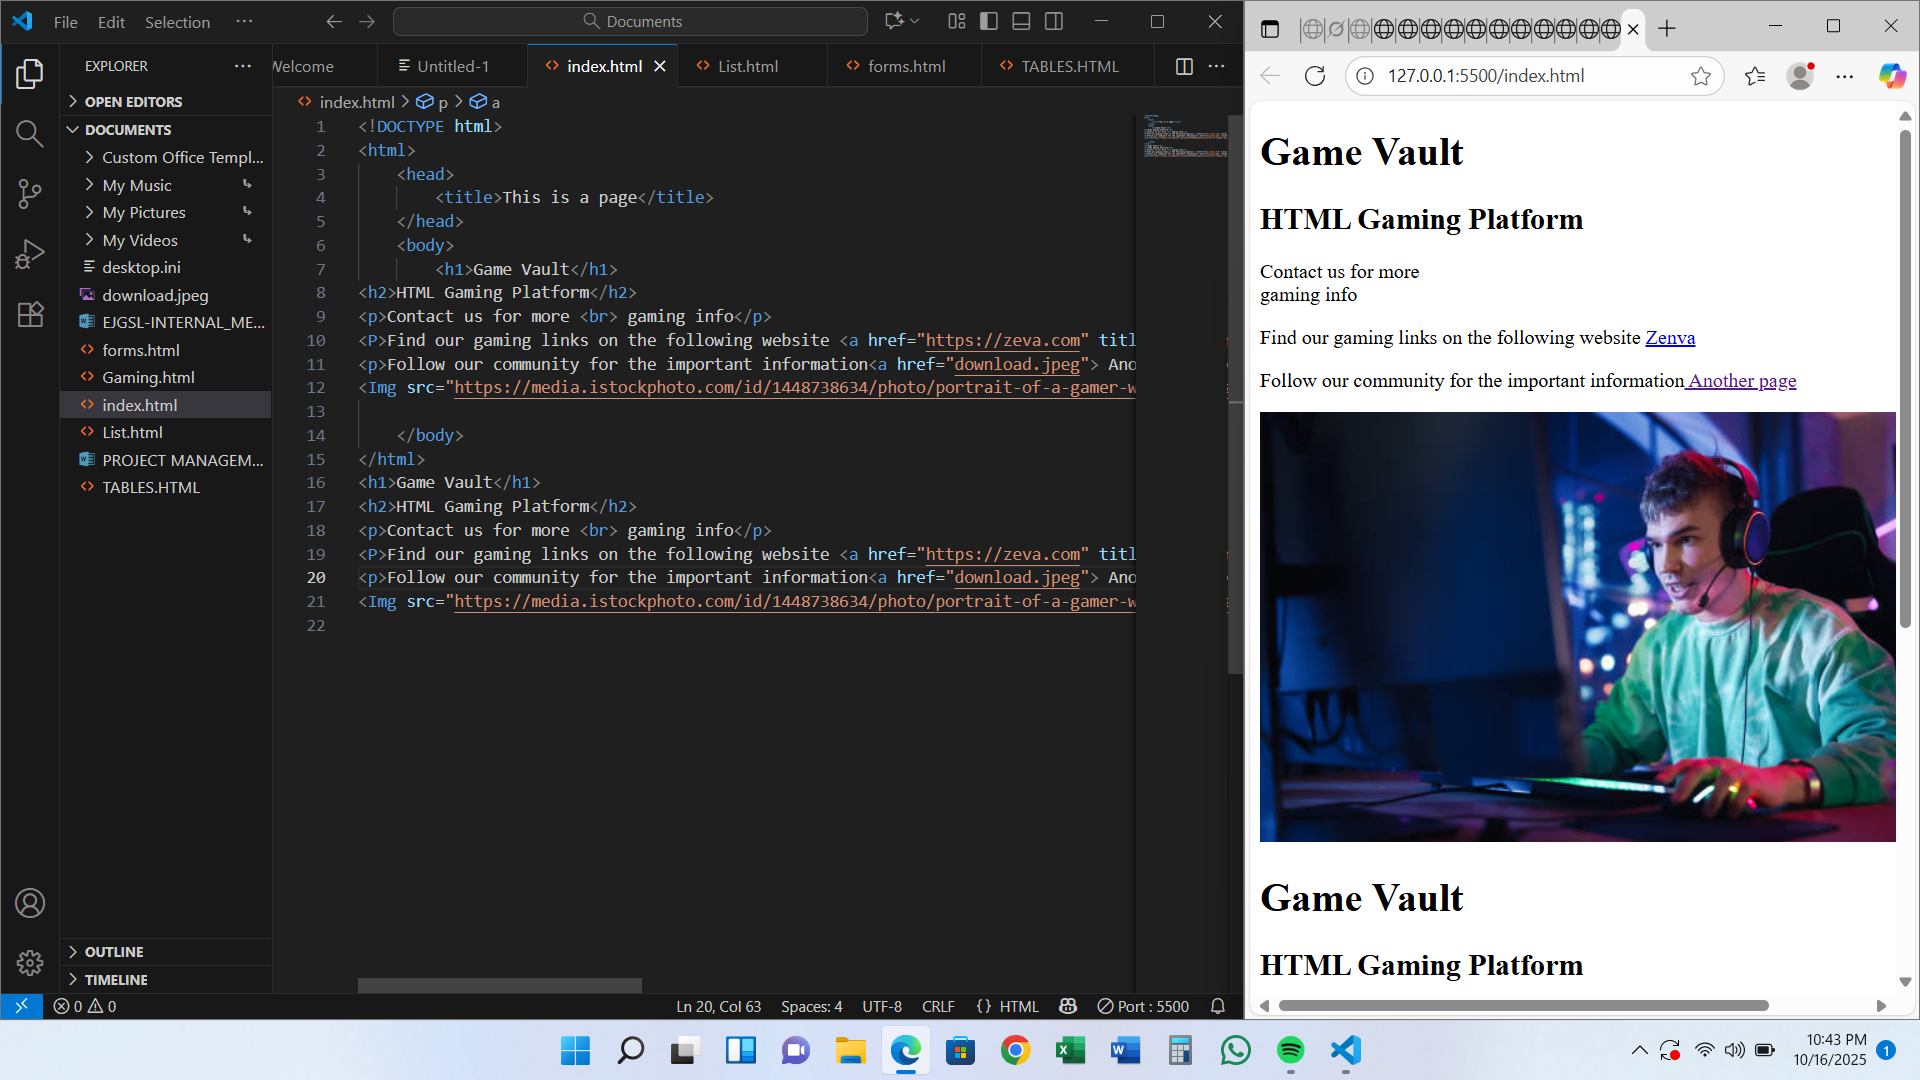 File Edit Selection ···
Documents
EXPLORER ···
OPEN EDITORS
DOCUMENTS
Custom Office Templ...
My Music
My Pictures
My Videos
desktop.ini
download.jpeg
EJGSL-INTERNAL_ME...
forms.html
Gaming.html
index.html
List.html
PROJECT MANAGEM...
TABLES.HTML
OUTLINE
TIMELINE
Welcome Untitled-1 index.html List.html forms.html TABLES.HTML ···
index.html > p > a
1 <!DOCTYPE html>
2 <html>
3 <head>
4 <title>This is a page</title>
5 </head>
6 <body>
7 <h1>Game Vault</h1>
8 <h2>HTML Gaming Platform</h2>
9 <p>Contact us for more <br> gaming info</p>
10 <P>Find our gaming links on the following website <a href="https://zeva.com" titl
11 <p>Follow our community for the important information<a href="download.jpeg"> Ano
12 <Img src="https://media.istockphoto.com/id/1448738634/photo/portrait-of-a-gamer-w
13
14 </body>
15 </html>
16 <h1>Game Vault</h1>
17 <h2>HTML Gaming Platform</h2>
18 <p>Contact us for more <br> gaming info</p>
19 <P>Find our gaming links on the following website <a href="https://zeva.com" titl
20 <p>Follow our community for the important information<a href="download.jpeg"> Ano
21 <Img src="https://media.istockphoto.com/id/1448738634/photo/portrait-of-a-gamer-w
22
0 0 Ln 20, Col 63 Spaces: 4 UTF-8 CRLF {} HTML Port : 5500
127.0.0.1:5500/index.html
Game Vault
HTML Gaming Platform
Contact us for more
gaming info
Find our gaming links on the following website Zenva
Follow our community for the important information Another page
Game Vault
HTML Gaming Platform
10:43 PM
10/16/2025
1